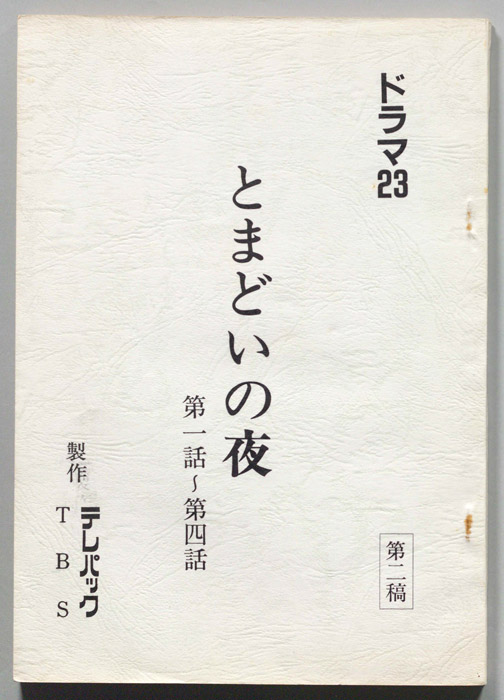 ドラマ23
とまどいの夜
第一話~第四話
第二稿
製作
テレパック
TBS